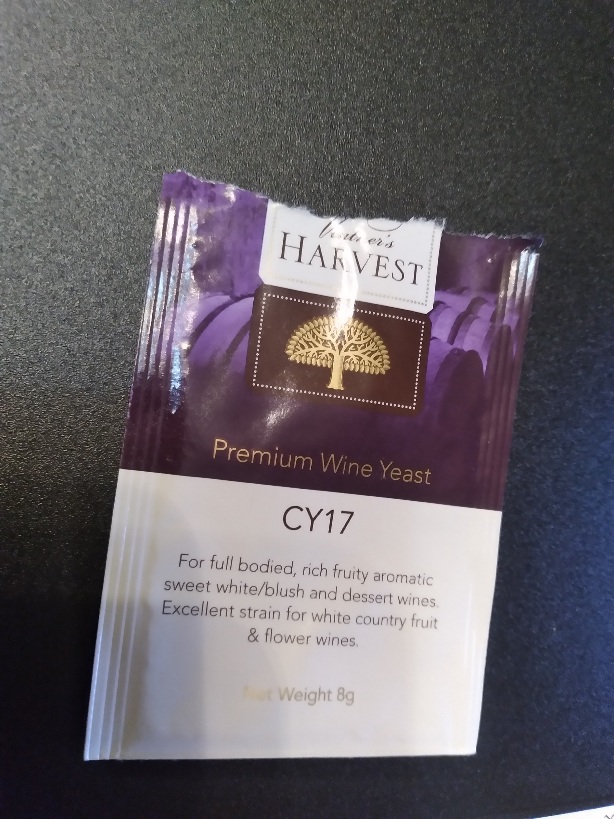 Vintner's
HARVEST
Premium Wine Yeast
CY17
For full bodied, rich fruity aromatic
sweet white/blush and dessert wines.
Excellent strain for white country fruit
& flower wines.
Net Weight 8g